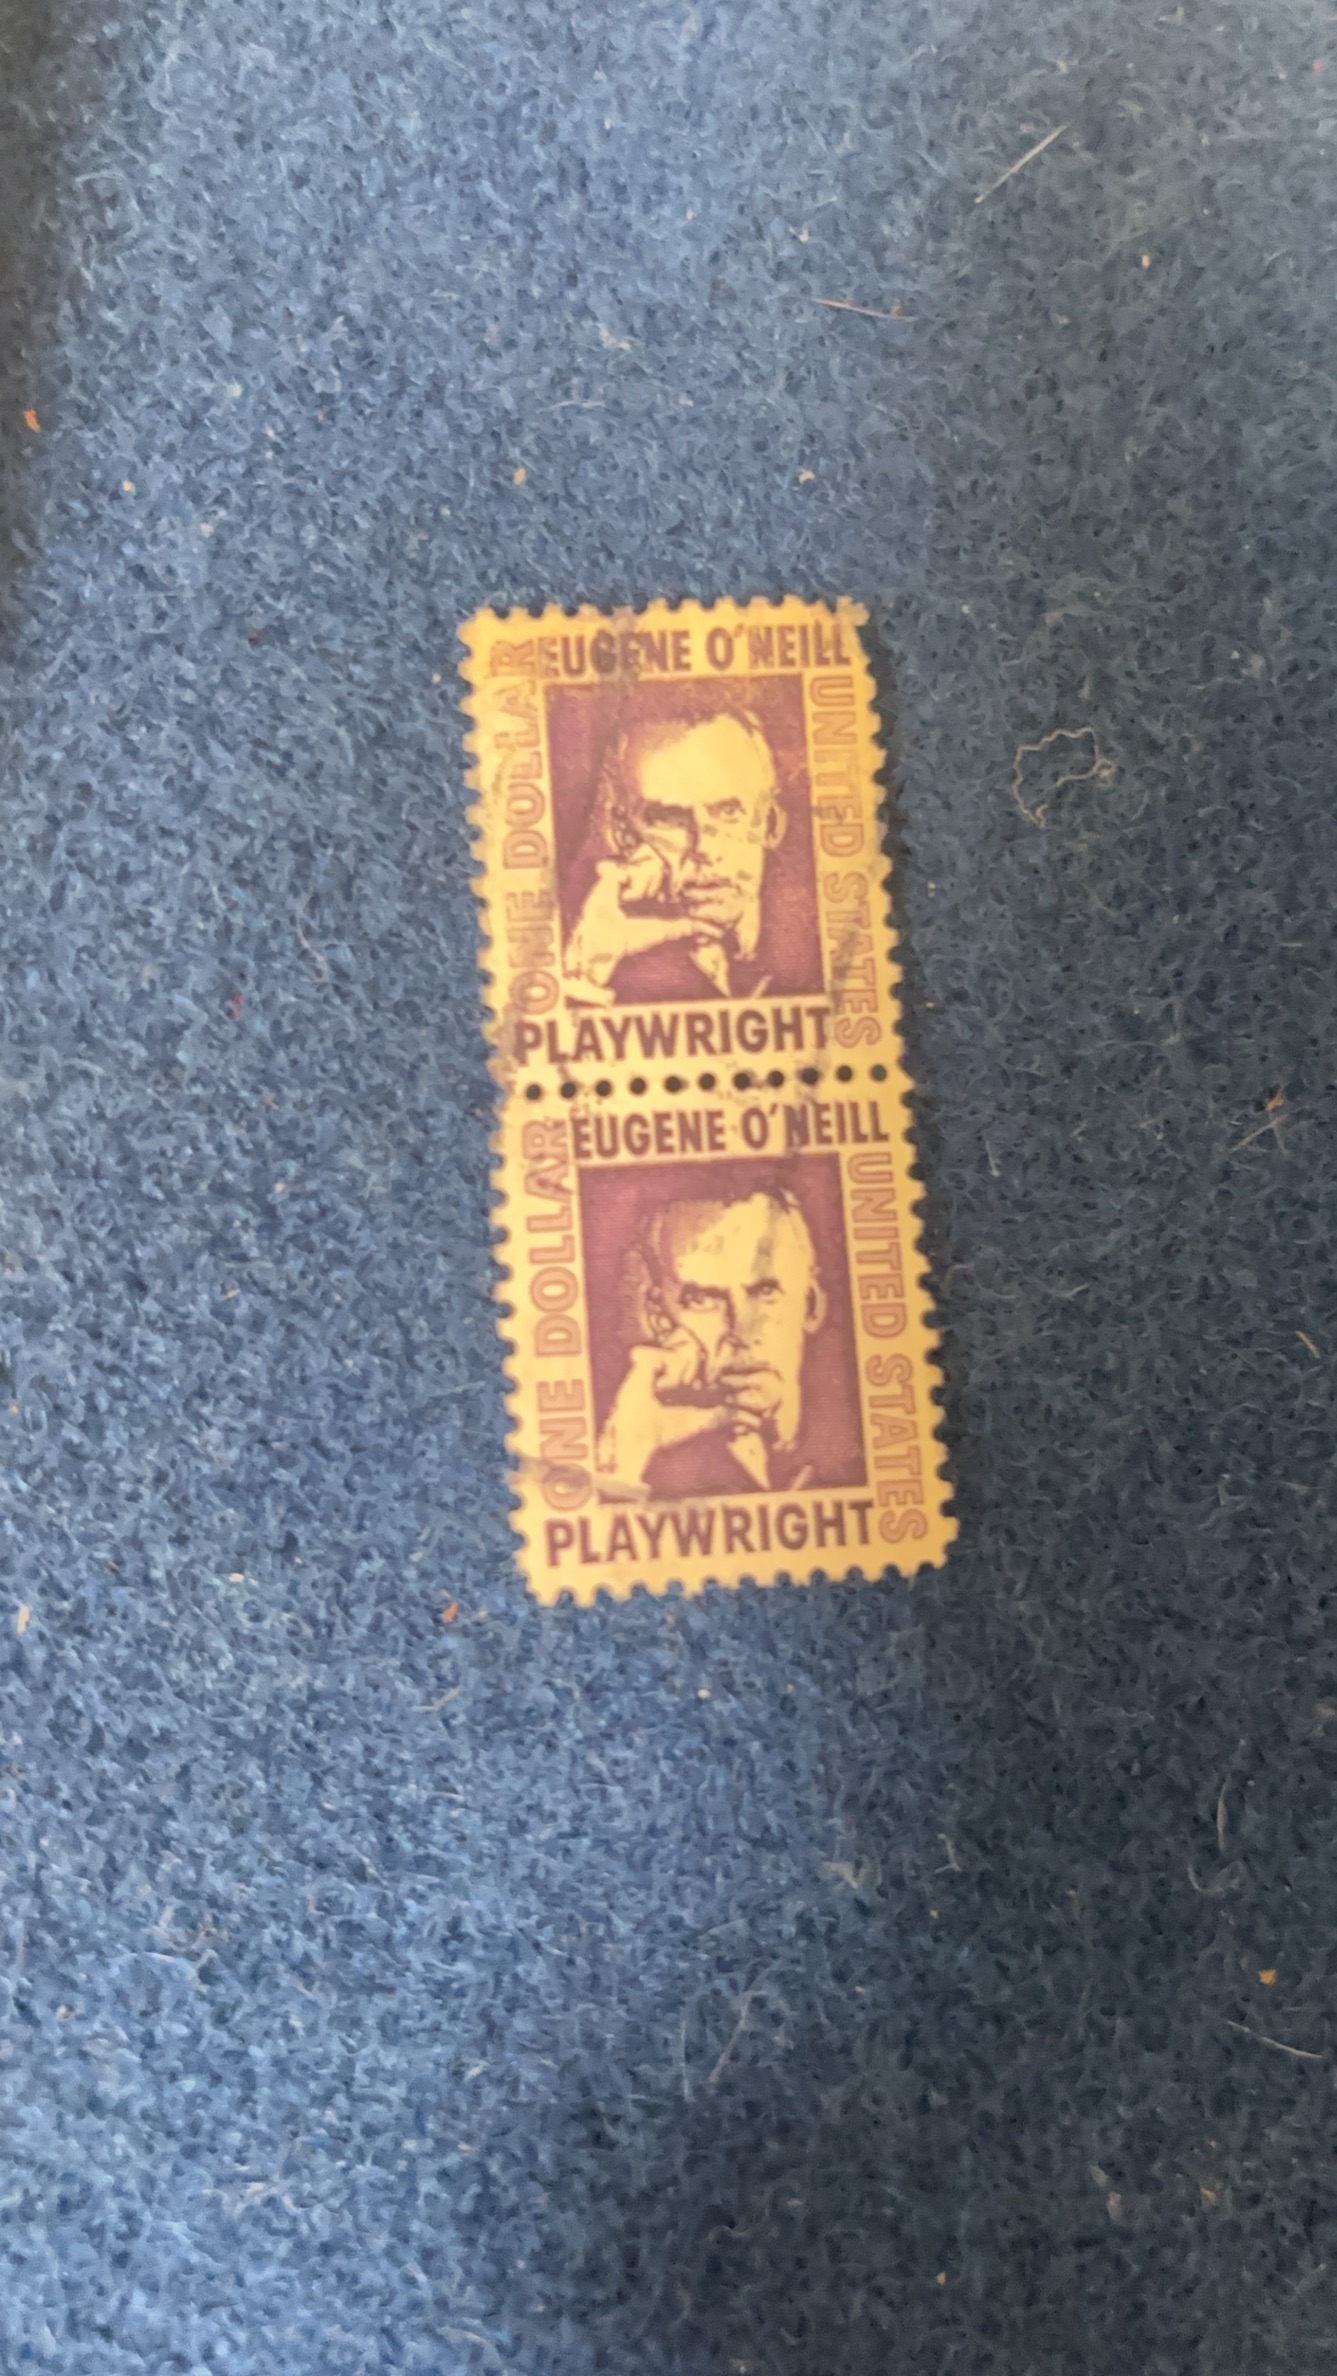 EUGENE O'NEILL
ONE DOLLAR
UNITED STATES
PLAYWRIGHT
EUGENE O'NEILL
ONE DOLLAR
UNITED STATES
PLAYWRIGHT